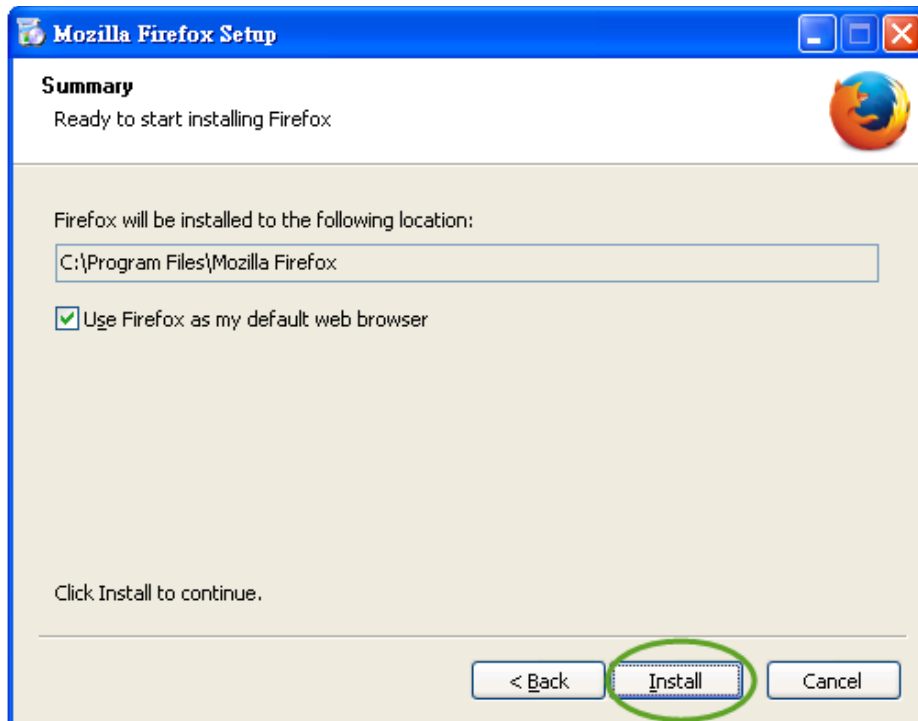 Mozilla Firefox Setup
Summary
Ready to start installing Firefox
Firefox will be installed to the following location:
C:\Program Files\Mozilla Firefox
Use Firefox as my default web browser
Click Install to continue.
< Back Install Cancel